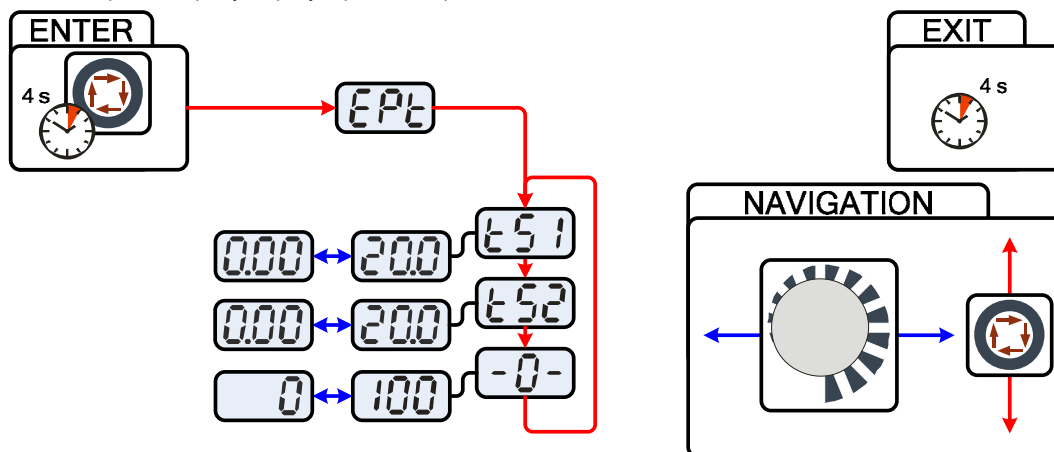 ENTER
4 s
EPt
tS1
0.00
20.0
tS2
0.00
20.0
-0-
0
100
EXIT
4 s
NAVIGATION